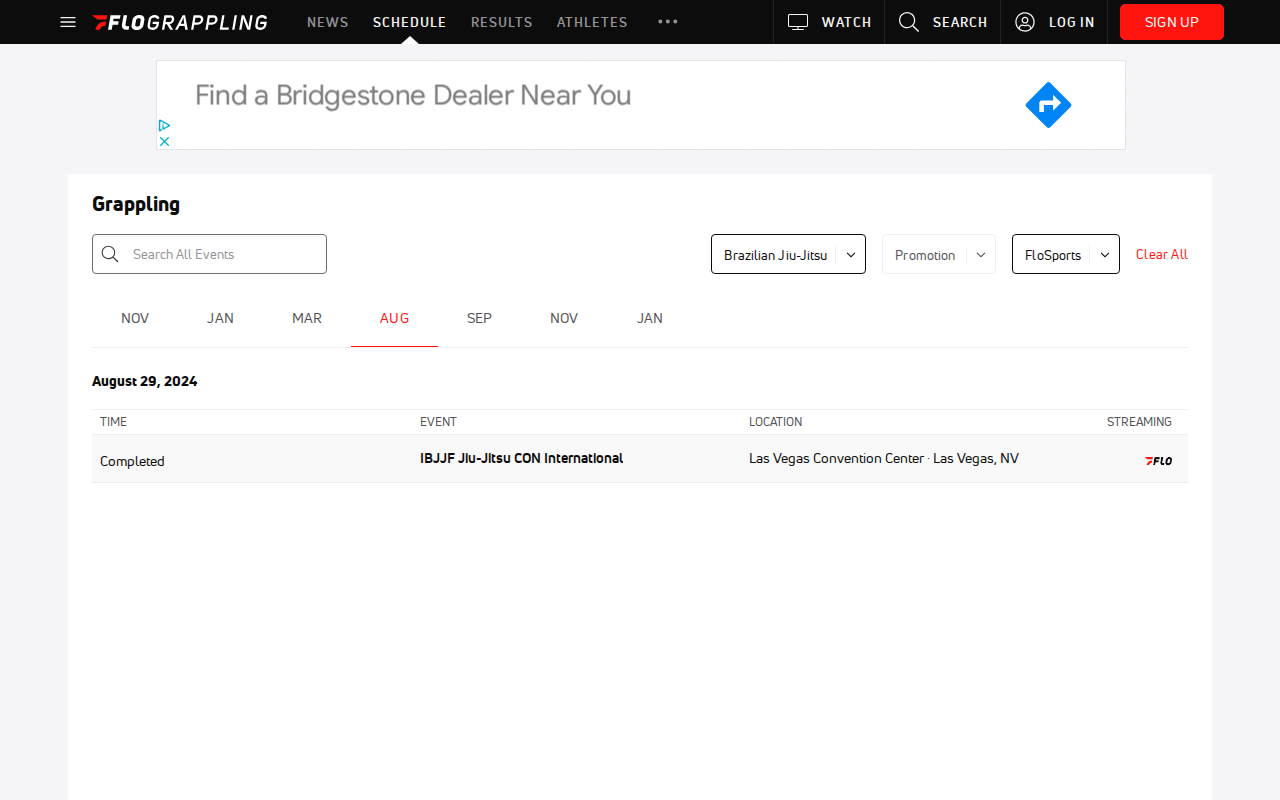 FLOGRAPPLING NEWS SCHEDULE RESULTS ATHLETES WATCH SEARCH LOG IN SIGN UP
Find a Bridgestone Dealer Near You
Grappling
Search All Events Brazilian Jiu-Jitsu Promotion FloSports Clear All
NOV JAN MAR AUG SEP NOV JAN
August 29, 2024
TIME EVENT LOCATION STREAMING
Completed IBJJF Jiu-Jitsu CON International Las Vegas Convention Center · Las Vegas, NV FLO